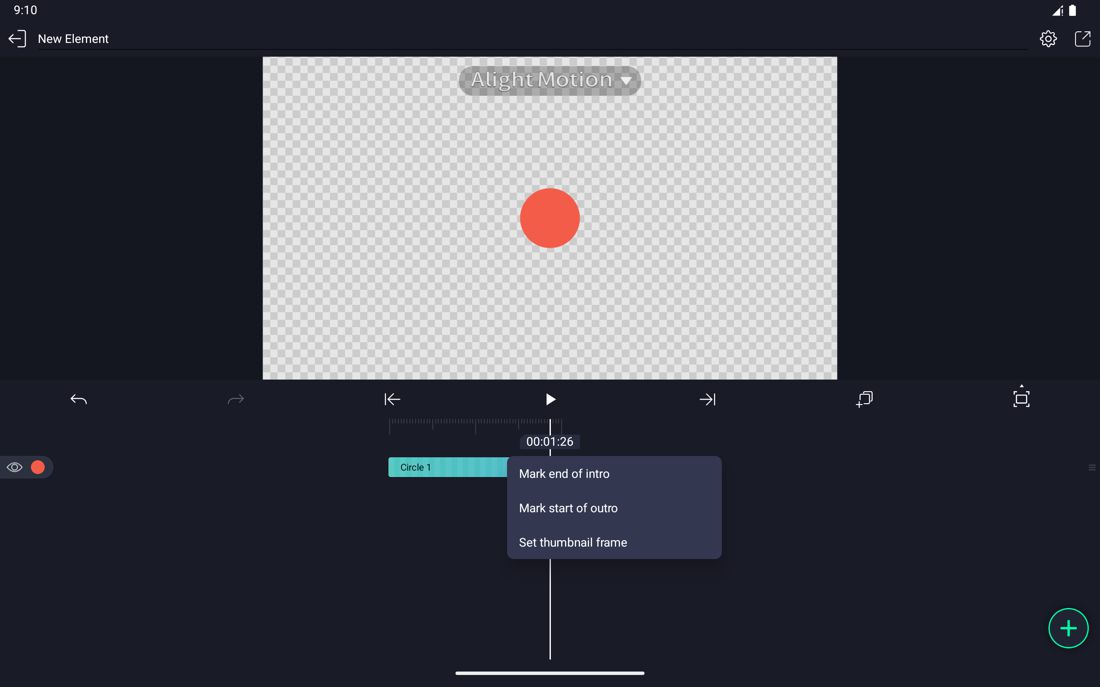 9:10
New Element
Alight Motion
00:01:26
Circle 1
Mark end of intro
Mark start of outro
Set thumbnail frame